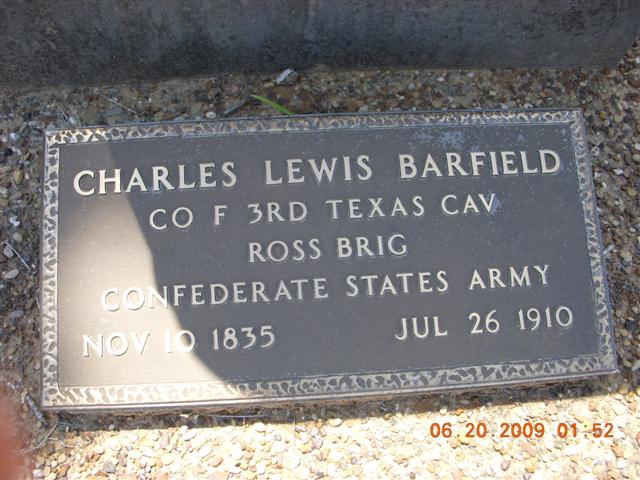 CHARLES LEWIS BARFIELD
CO F 3RD TEXAS CAV
ROSS BRIG
CONFEDERATE STATES ARMY
NOV 10 1835 JUL 26 1910
06.20.2009 01:52